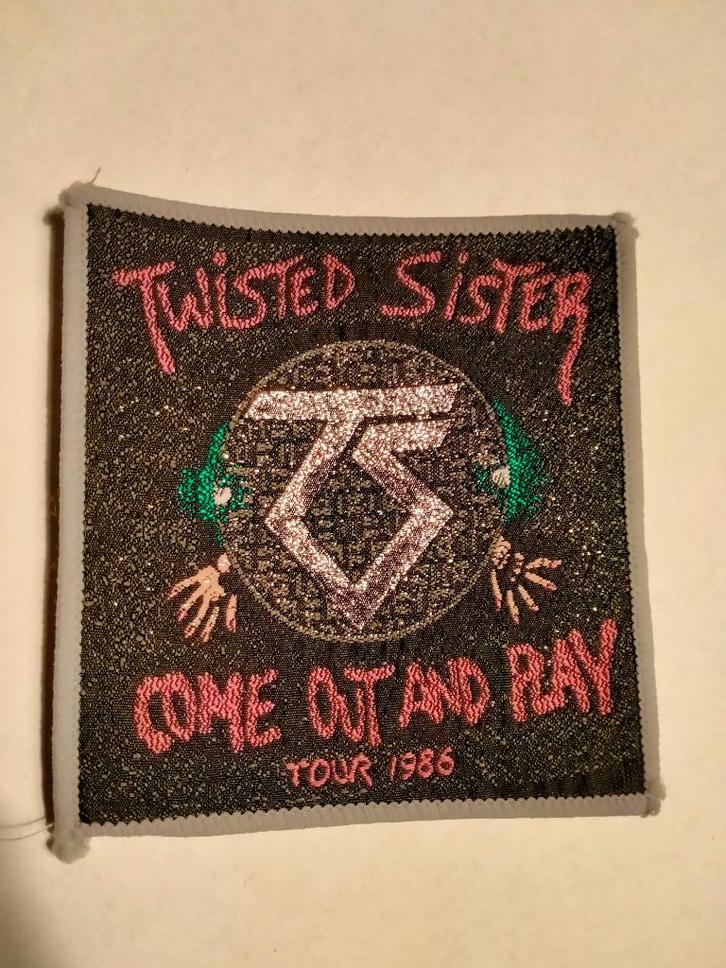 TWiSTED SiSTER
TS
COME OUT AND PLAY
TOUR 1986